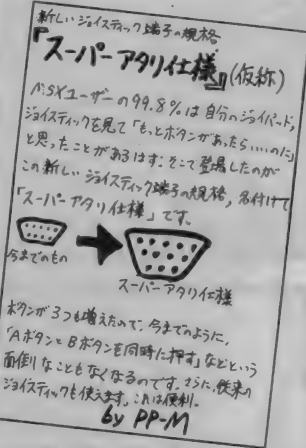 新しいジョイスティック端子の規格
『スーパーアタリ仕様』(仮称)
MSXユーザーの99.8%は自分のジョイパッド,
ジョイスティックを見て「もっとボタンがあったらいいのに」
と思ったことがあるはず。そこで登場したのが
この新しいジョイスティック端子の規格,名付けて
「スーパーアタリ仕様」です。
今までのもの
スーパーアタリ仕様
ボタンが3つも増えたので、今までのように,
「AボタンとBボタンを同時に押す」などという
面倒なこともなくなるのです。さらに,従来の
ジョイスティックも使えます。これは便利。
by PP-M